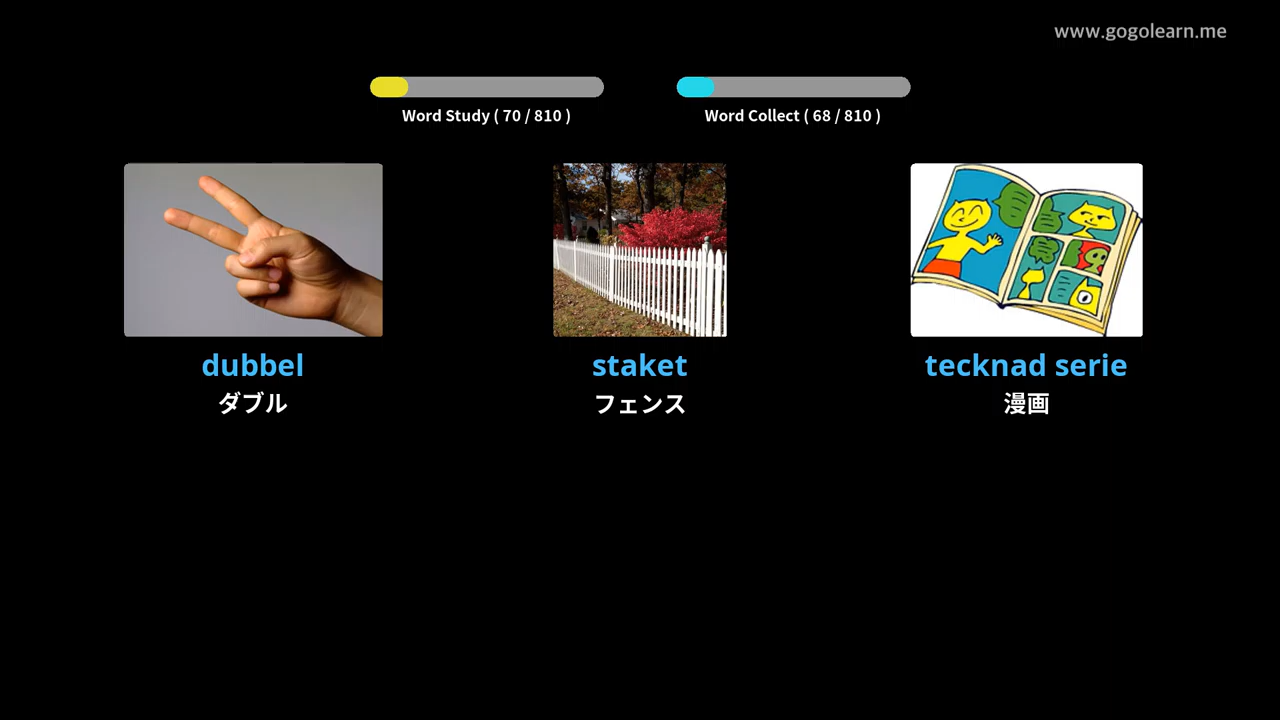 www.gogolearn.me
Word Study ( 70 / 810 )
Word Collect ( 68 / 810 )
dubbel
staket
tecknad serie
ダブル
フェンス
漫画